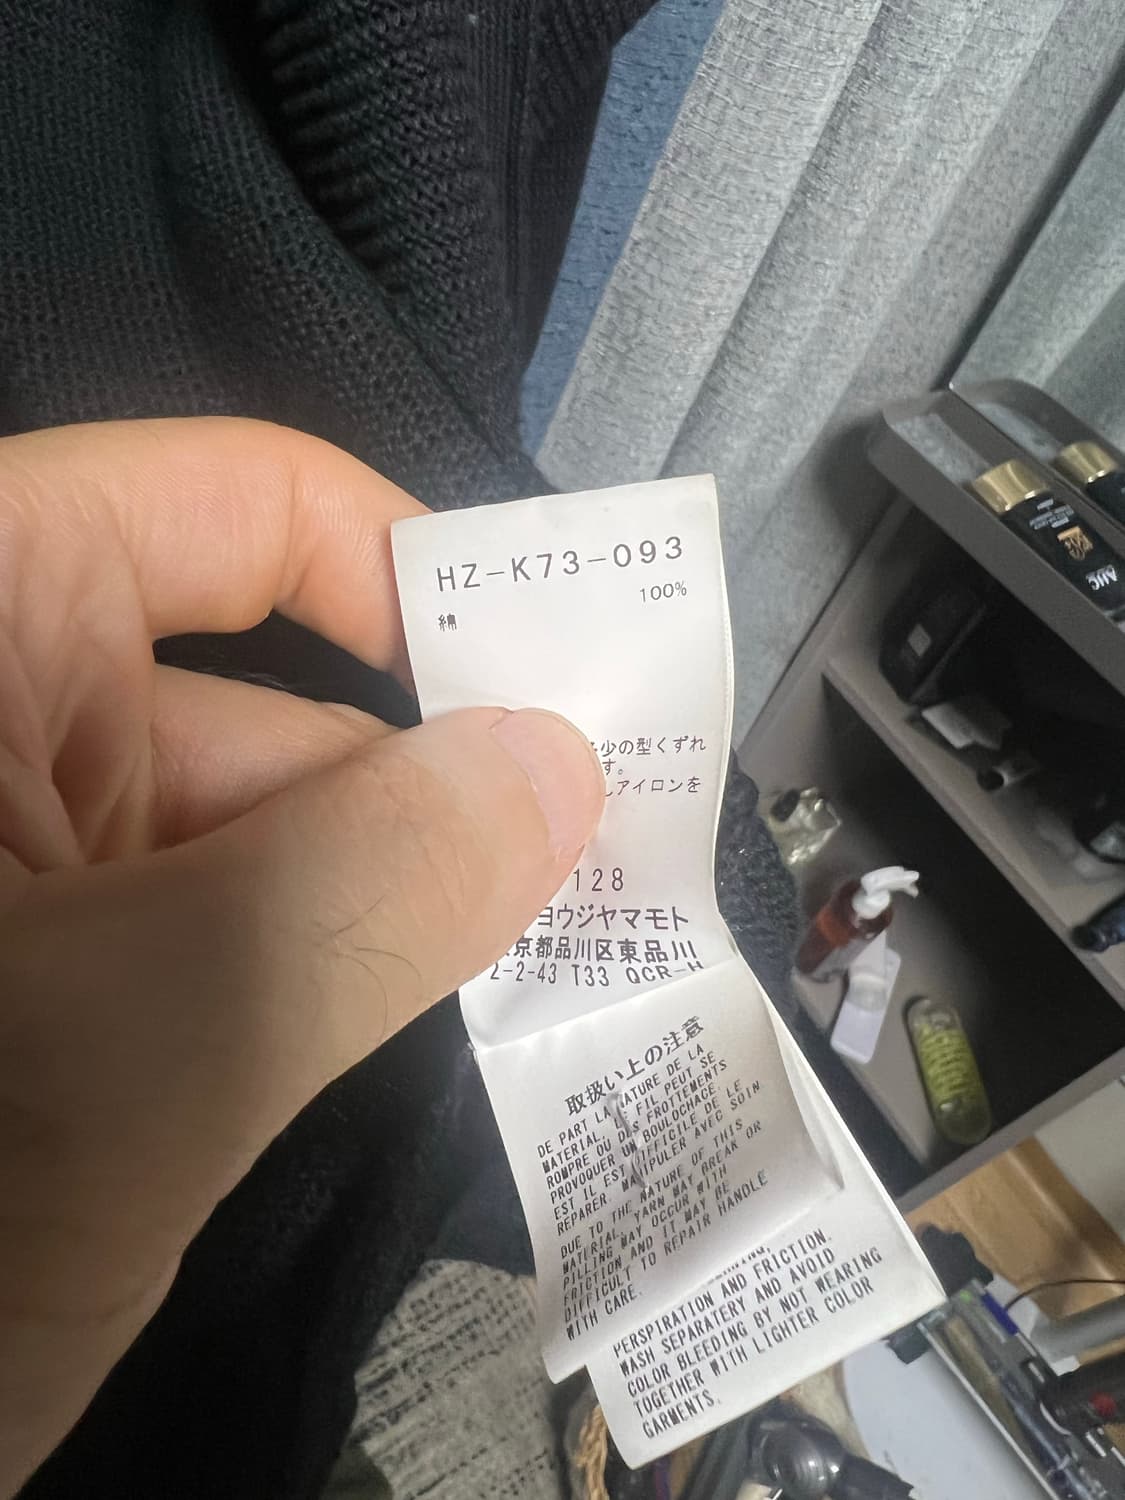 HZ-K73-093
100%
綿
少の型くずれ
す。
アイロンを
128
ヨウジヤマモト
京都品川区東品川
2-2-43 T33 QCR-H
取扱い上の注意
DE PART LA NATURE DE LA
MATERIAL, FIL PEUT SE
ROMPRE OÙ DES FROTTEMENTS
PROVOQUER UN BOULOCHAGE.
EST IL DIFFICILE DE LE
REPARER. MANIPULER AVEC SOIN
DUE TO THE NATURE OF THIS
MATERIAL, YARN MAY BREAK OR
PILLING MAY OCCUR WITH
FRICTION AND IT MAY BE
DIFFICULT TO REPAIR HANDLE
WITH CARE.
PERSPIRATION AND FRICTION.
WASH SEPARATERY AND AVOID
COLOR BLEEDING BY NOT WEARING
TOGETHER WITH LIGHTER COLOR
GARMENTS.